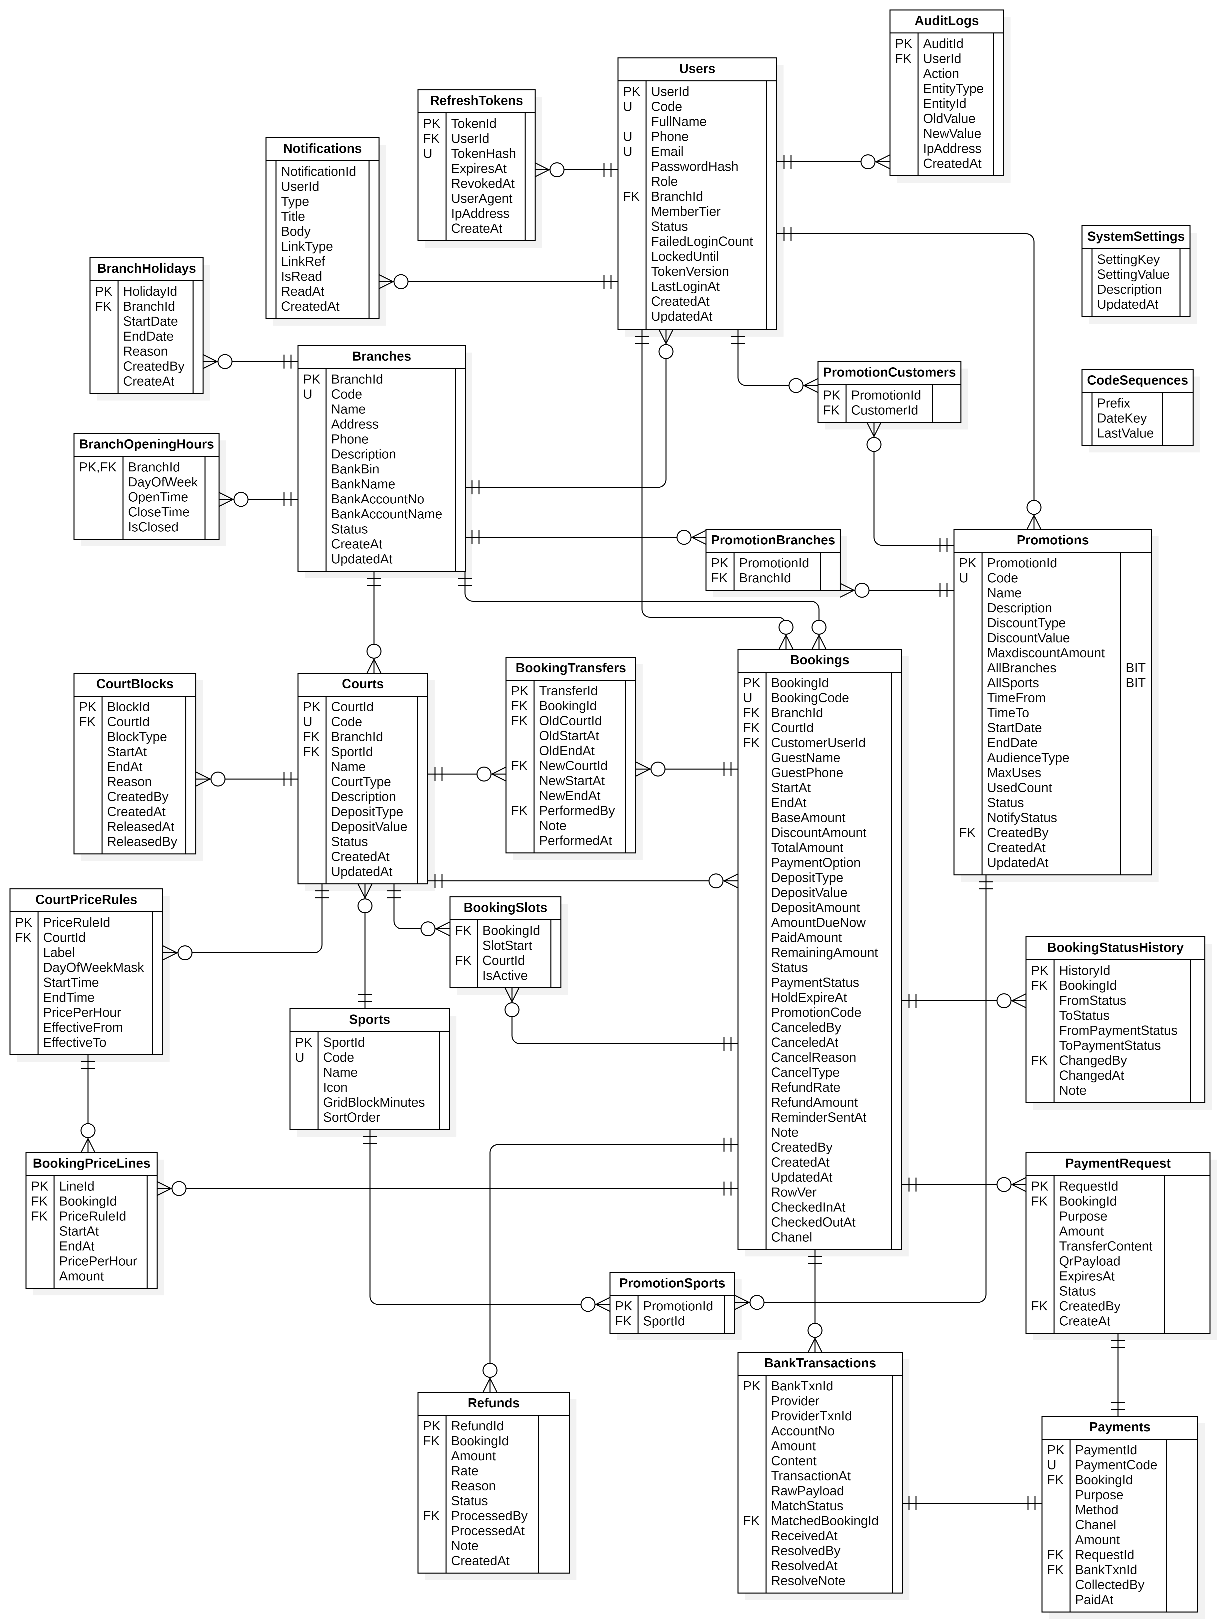 AuditLogs
PK AuditId
FK UserId
Action
EntityType
EntityId
OldValue
NewValue
IpAddress
CreatedAt
Users
PK UserId
U Code
FullName
U Phone
U Email
PasswordHash
Role
FK BranchId
MemberTier
Status
FailedLoginCount
LockedUntil
TokenVersion
LastLoginAt
CreatedAt
UpdatedAt
RefreshTokens
PK TokenId
FK UserId
U TokenHash
ExpiresAt
RevokedAt
UserAgent
IpAddress
CreateAt
Notifications
NotificationId
UserId
Type
Title
Body
LinkType
LinkRef
IsRead
ReadAt
CreatedAt
SystemSettings
SettingKey
SettingValue
Description
UpdatedAt
BranchHolidays
PK HolidayId
FK BranchId
StartDate
EndDate
Reason
CreatedBy
CreateAt
Branches
PK BranchId
U Code
Name
Address
Phone
Description
BankBin
BankName
BankAccountNo
BankAccountName
Status
CreateAt
UpdatedAt
PromotionCustomers
PK PromotionId
FK CustomerId
CodeSequences
Prefix
DateKey
LastValue
BranchOpeningHours
PK,FK BranchId
DayOfWeek
OpenTime
CloseTime
IsClosed
PromotionBranches
PK PromotionId
FK BranchId
Promotions
PK PromotionId
U Code
Name
Description
DiscountType
DiscountValue
MaxdiscountAmount
AllBranches BIT
AllSports BIT
TimeFrom
TimeTo
StartDate
EndDate
AudienceType
MaxUses
UsedCount
Status
NotifyStatus
FK CreatedBy
CreatedAt
UpdatedAt
Bookings
PK BookingId
U BookingCode
FK BranchId
FK CourtId
FK CustomerUserId
GuestName
GuestPhone
StartAt
EndAt
BaseAmount
DiscountAmount
TotalAmount
PaymentOption
DepositType
DepositValue
DepositAmount
AmountDueNow
PaidAmount
RemainingAmount
Status
PaymentStatus
HoldExpireAt
PromotionCode
CanceledBy
CanceledAt
CancelReason
CancelType
RefundRate
RefundAmount
ReminderSentAt
Note
CreatedBy
CreatedAt
UpdatedAt
RowVer
CheckedInAt
CheckedOutAt
Chanel
BookingTransfers
PK TransferId
FK BookingId
FK OldCourtId
OldStartAt
OldEndAt
FK NewCourtId
NewStartAt
NewEndAt
FK PerformedBy
Note
PerformedAt
CourtBlocks
PK BlockId
FK CourtId
BlockType
StartAt
EndAt
Reason
CreatedBy
CreatedAt
ReleasedAt
ReleasedBy
Courts
PK CourtId
U Code
FK BranchId
FK SportId
Name
CourtType
Description
DepositType
DepositValue
Status
CreatedAt
UpdatedAt
CourtPriceRules
PK PriceRuleId
FK CourtId
Label
DayOfWeekMask
StartTime
EndTime
PricePerHour
EffectiveFrom
EffectiveTo
BookingSlots
FK BookingId
SlotStart
FK CourtId
IsActive
BookingStatusHistory
PK HistoryId
FK BookingId
FromStatus
ToStatus
FromPaymentStatus
ToPaymentStatus
FK ChangedBy
ChangedAt
Note
Sports
PK SportId
U Code
Name
Icon
GridBlockMinutes
SortOrder
BookingPriceLines
PK LineId
FK BookingId
FK PriceRuleId
StartAt
EndAt
PricePerHour
Amount
PaymentRequest
PK RequestId
FK BookingId
Purpose
Amount
TransferContent
QrPayload
ExpiresAt
Status
FK CreatedBy
CreateAt
PromotionSports
PK PromotionId
FK SportId
BankTransactions
PK BankTxnId
Provider
ProviderTxnId
AccountNo
Amount
Content
TransactionAt
RawPayload
MatchStatus
FK MatchedBookingId
ReceivedAt
ResolvedBy
ResolvedAt
ResolveNote
Refunds
PK RefundId
FK BookingId
Amount
Rate
Reason
Status
FK ProcessedBy
ProcessedAt
Note
CreatedAt
Payments
PK PaymentId
U PaymentCode
FK BookingId
Purpose
Method
Chanel
Amount
FK RequestId
FK BankTxnId
CollectedBy
PaidAt